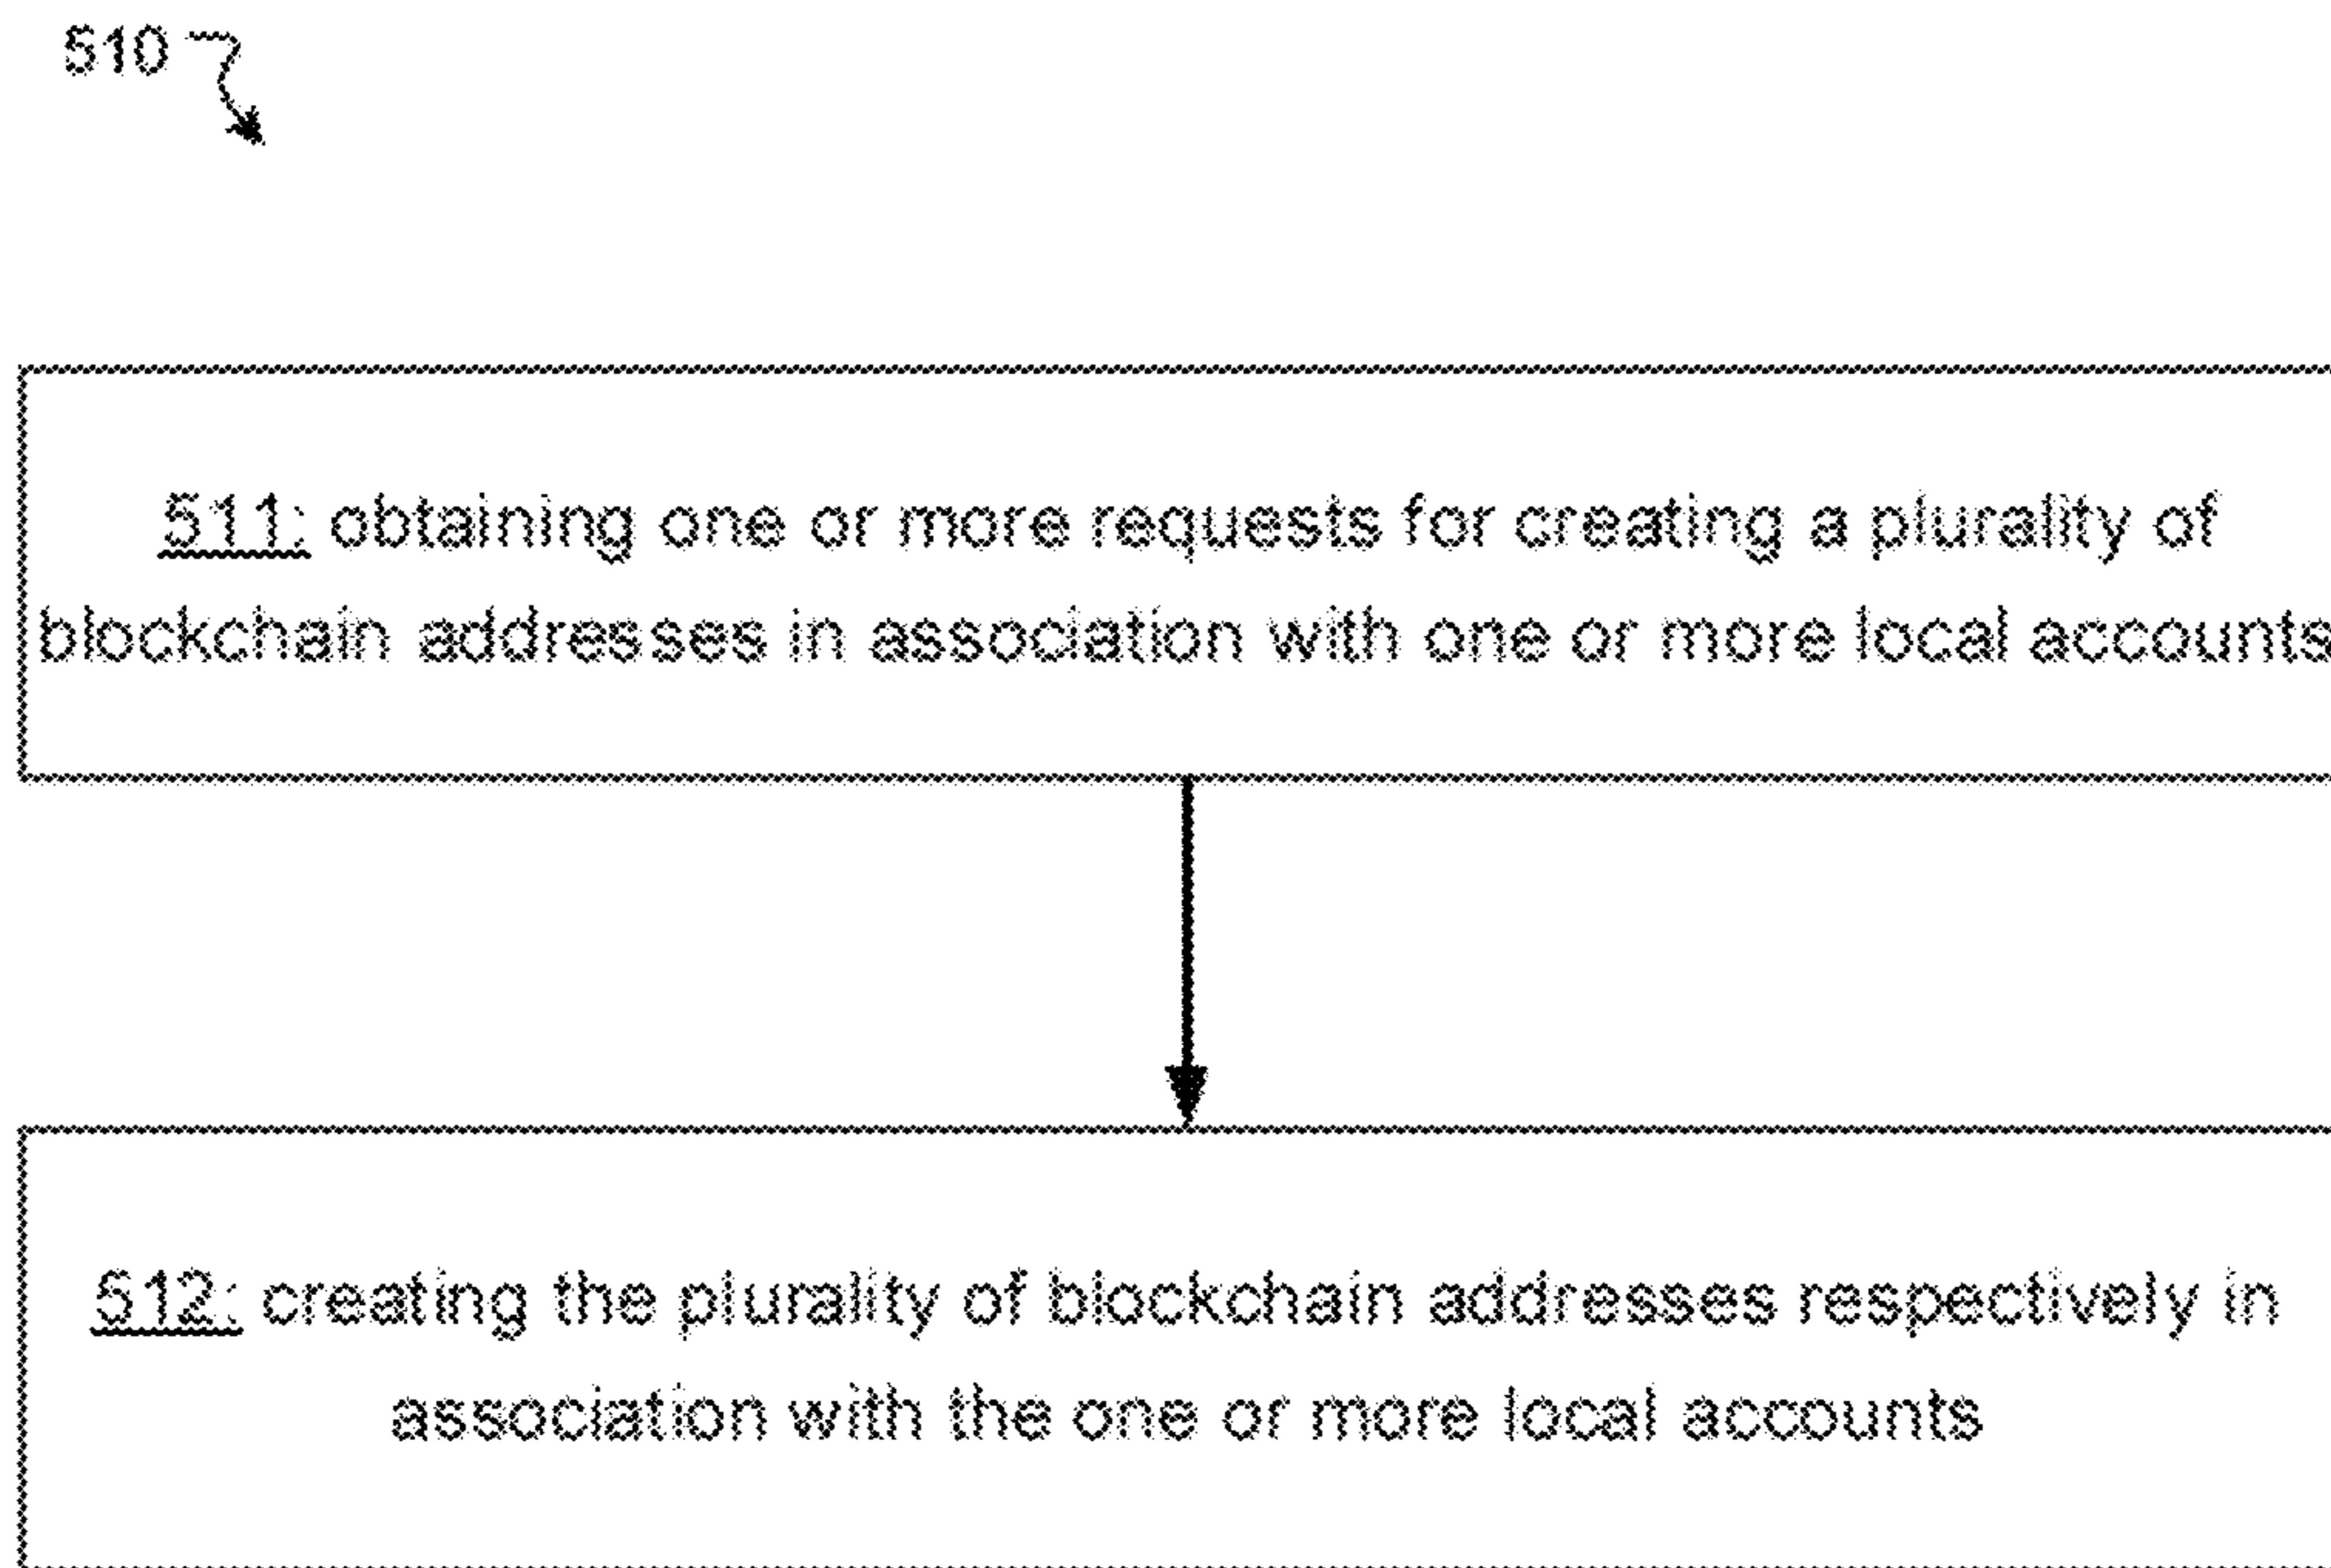 510
511: obtaining one or more requests for creating a plurality of
blockchain addresses in association with one or more local accounts
512: creating the plurality of blockchain addresses respectively in
association with the one or more local accounts